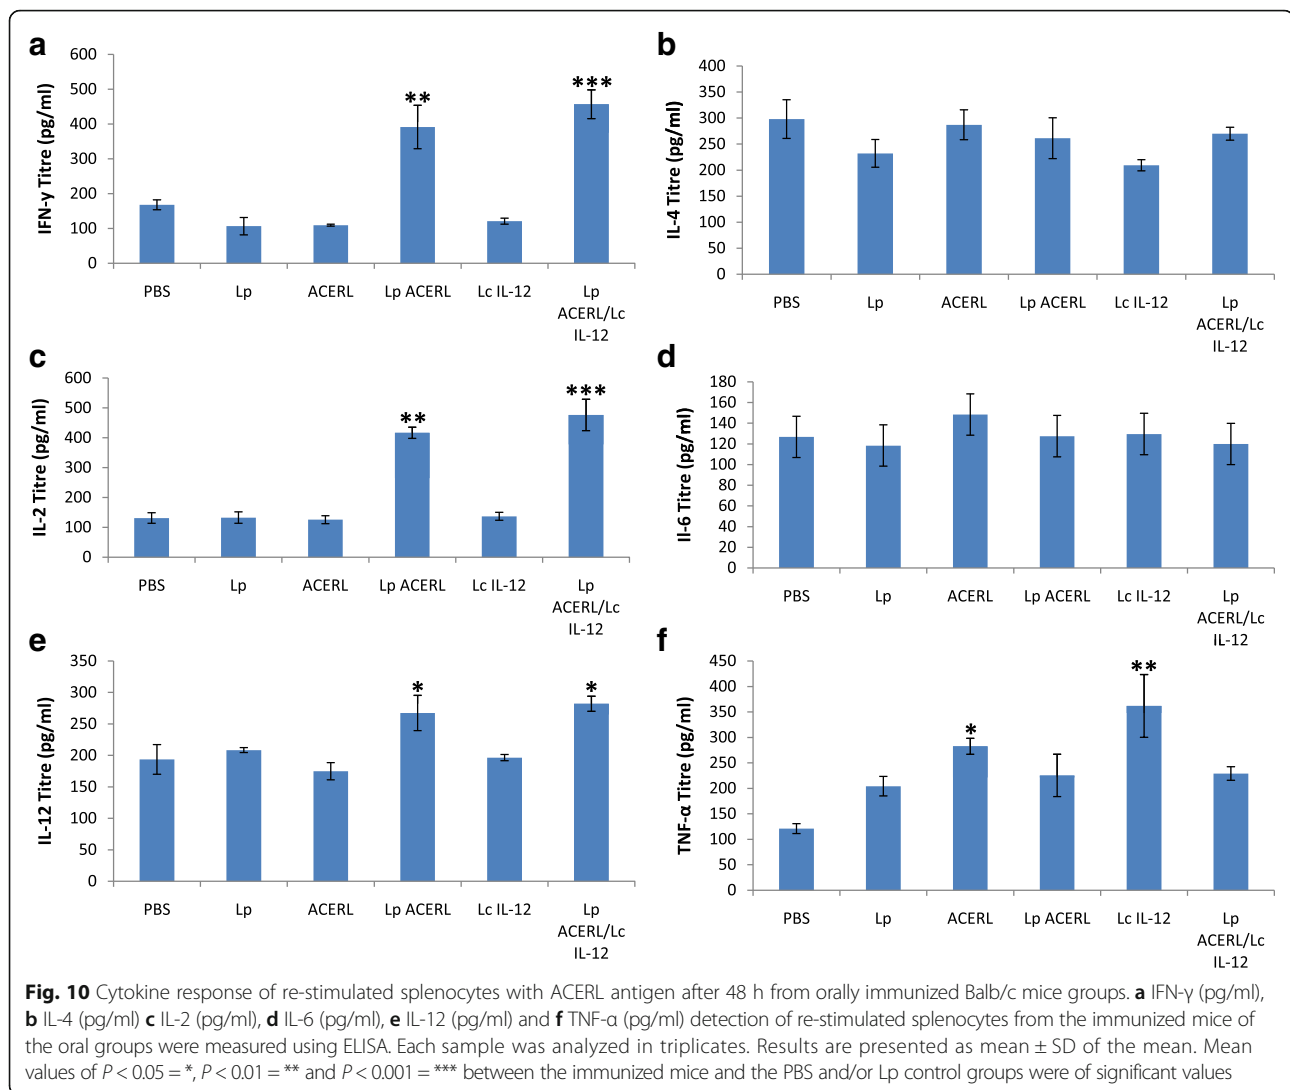 a
IFN-γ Titre (pg/ml)
600
500
400
300
200
100
0
**
***
PBS
Lp
ACERL
Lp ACERL
Lc IL-12
Lp
ACERL/Lc
IL-12
b
IL-4 Titre (pg/ml)
400
350
300
250
200
150
100
50
0
PBS
Lp
ACERL
Lp ACERL
Lc IL-12
Lp
ACERL/Lc
IL-12
c
IL-2 Titre (pg/ml)
600
500
400
300
200
100
0
**
***
PBS
Lp
ACERL
Lp ACERL
Lc IL-12
Lp
ACERL/Lc
IL-12
d
Il-6 Titre (pg/ml)
180
160
140
120
100
80
60
40
20
0
PBS
Lp
ACERL
Lp ACERL
Lc IL-12
Lp
ACERL/Lc
IL-12
e
IL-12 Titre (pg/ml)
350
300
250
200
150
100
50
0
*
*
PBS
Lp
ACERL
Lp ACERL
Lc IL-12
Lp
ACERL/Lc
IL-12
f
TNF-α Titre (pg/ml)
450
400
350
300
250
200
150
100
50
0
*
**
PBS
Lp
ACERL
Lp ACERL
Lc IL-12
Lp
ACERL/Lc
IL-12
Fig. 10 Cytokine response of re-stimulated splenocytes with ACERL antigen after 48 h from orally immunized Balb/c mice groups. a IFN-γ (pg/ml),
b IL-4 (pg/ml) c IL-2 (pg/ml), d IL-6 (pg/ml), e IL-12 (pg/ml) and f TNF-α (pg/ml) detection of re-stimulated splenocytes from the immunized mice of
the oral groups were measured using ELISA. Each sample was analyzed in triplicates. Results are presented as mean ± SD of the mean. Mean
values of P < 0.05 = *, P < 0.01 = ** and P < 0.001 = *** between the immunized mice and the PBS and/or Lp control groups were of significant values